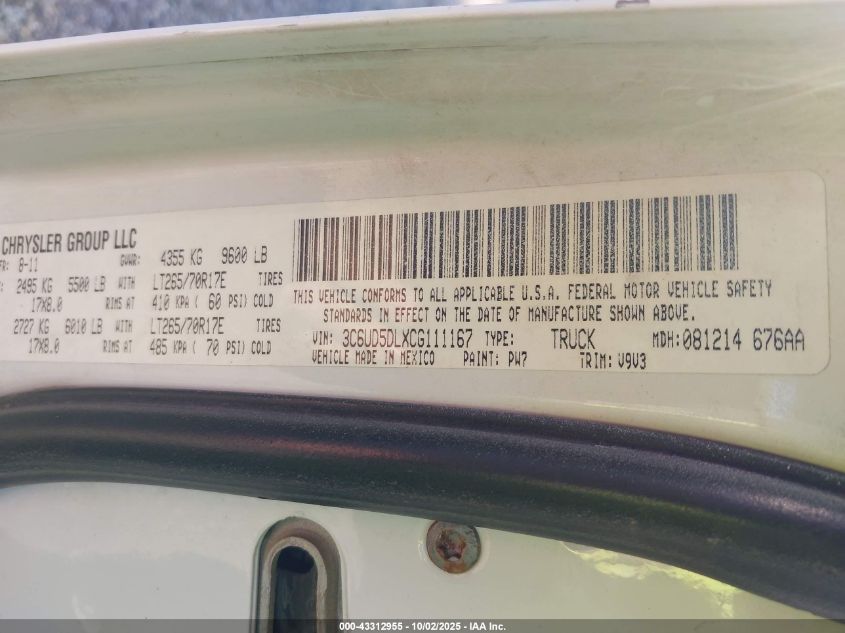 CHRYSLER GROUP LLC
FR: 8-11 GVWR: 4355 KG 9600 LB
: 2495 KG 5500 LB WITH LT265/70R17E TIRES
17X8.0 RIMS AT 410 KPA ( 60 PSI) COLD
2727 KG 6010 LB WITH LT265/70R17E TIRES
17X8.0 RIMS AT 485 KPA ( 70 PSI) COLD
THIS VEHICLE CONFORMS TO ALL APPLICABLE U.S.A. FEDERAL MOTOR VEHICLE SAFETY
STANDARDS IN EFFECT ON THE DATE OF MANUFACTURE SHOWN ABOVE.
VIN: 3C6UD5DLXCG111167 TYPE: TRUCK MDH:081214 676AA
VEHICLE MADE IN MEXICO PAINT: PW7 TRIM: V9V3
000-43312955 - 10/02/2025 - IAA Inc.